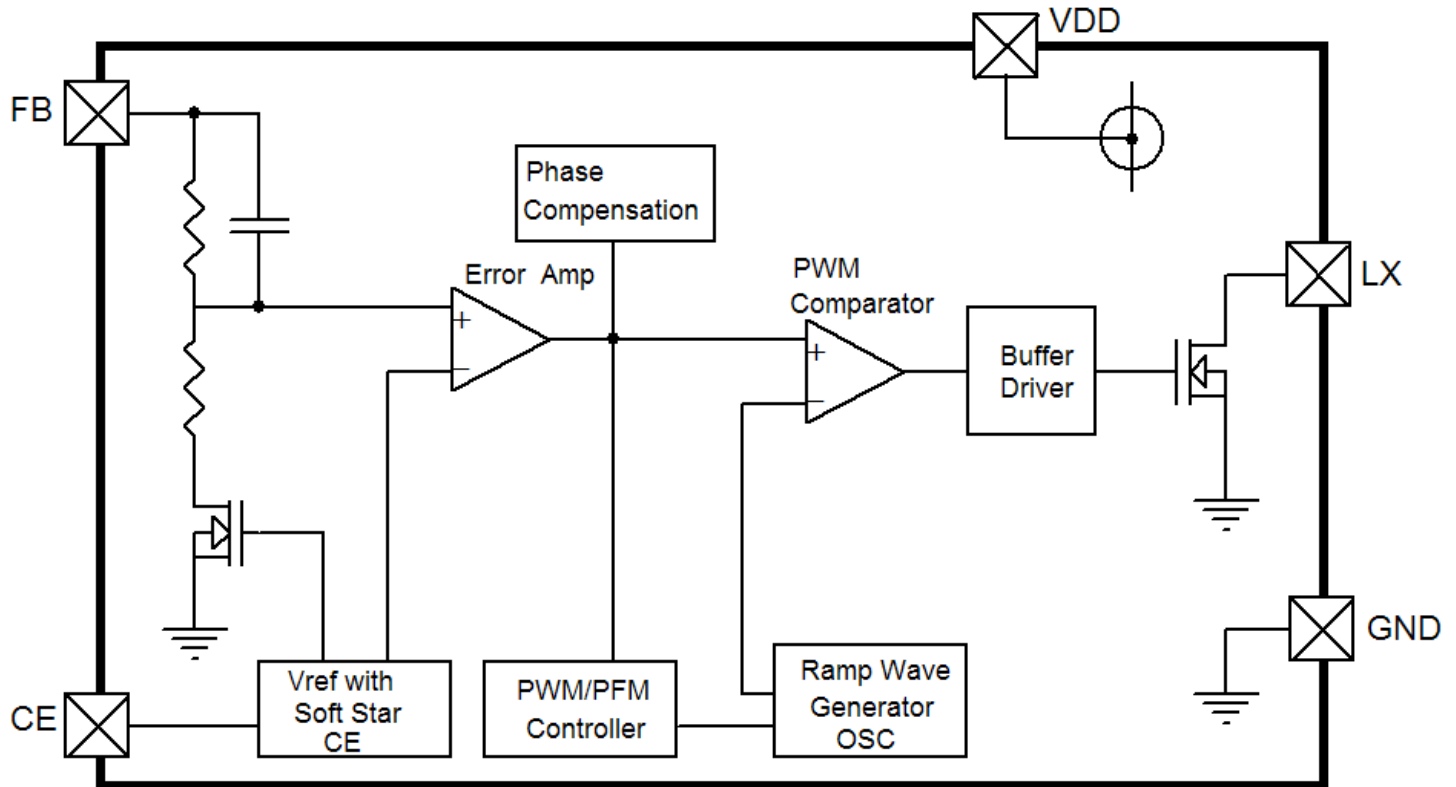 VDD
FB
Phase
Compensation
Error Amp
PWM
Comparator
LX
+
−
+
−
Buffer
Driver
GND
CE
Vref with
Soft Star
CE
PWM/PFM
Controller
Ramp Wave
Generator
OSC